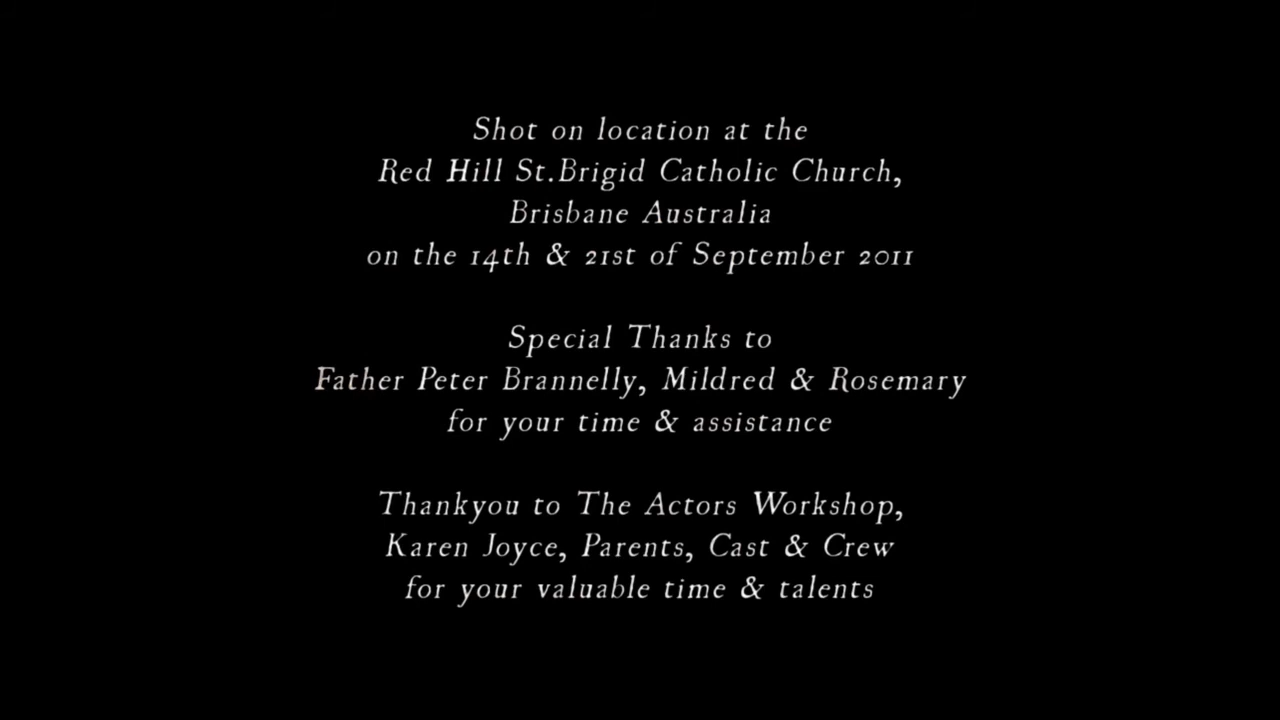 Shot on location at the
Red Hill St.Brigid Catholic Church,
Brisbane Australia
on the 14th & 21st of September 2011
Special Thanks to
Father Peter Brannelly, Mildred & Rosemary
for your time & assistance
Thankyou to The Actors Workshop,
Karen Joyce, Parents, Cast & Crew
for your valuable time & talents